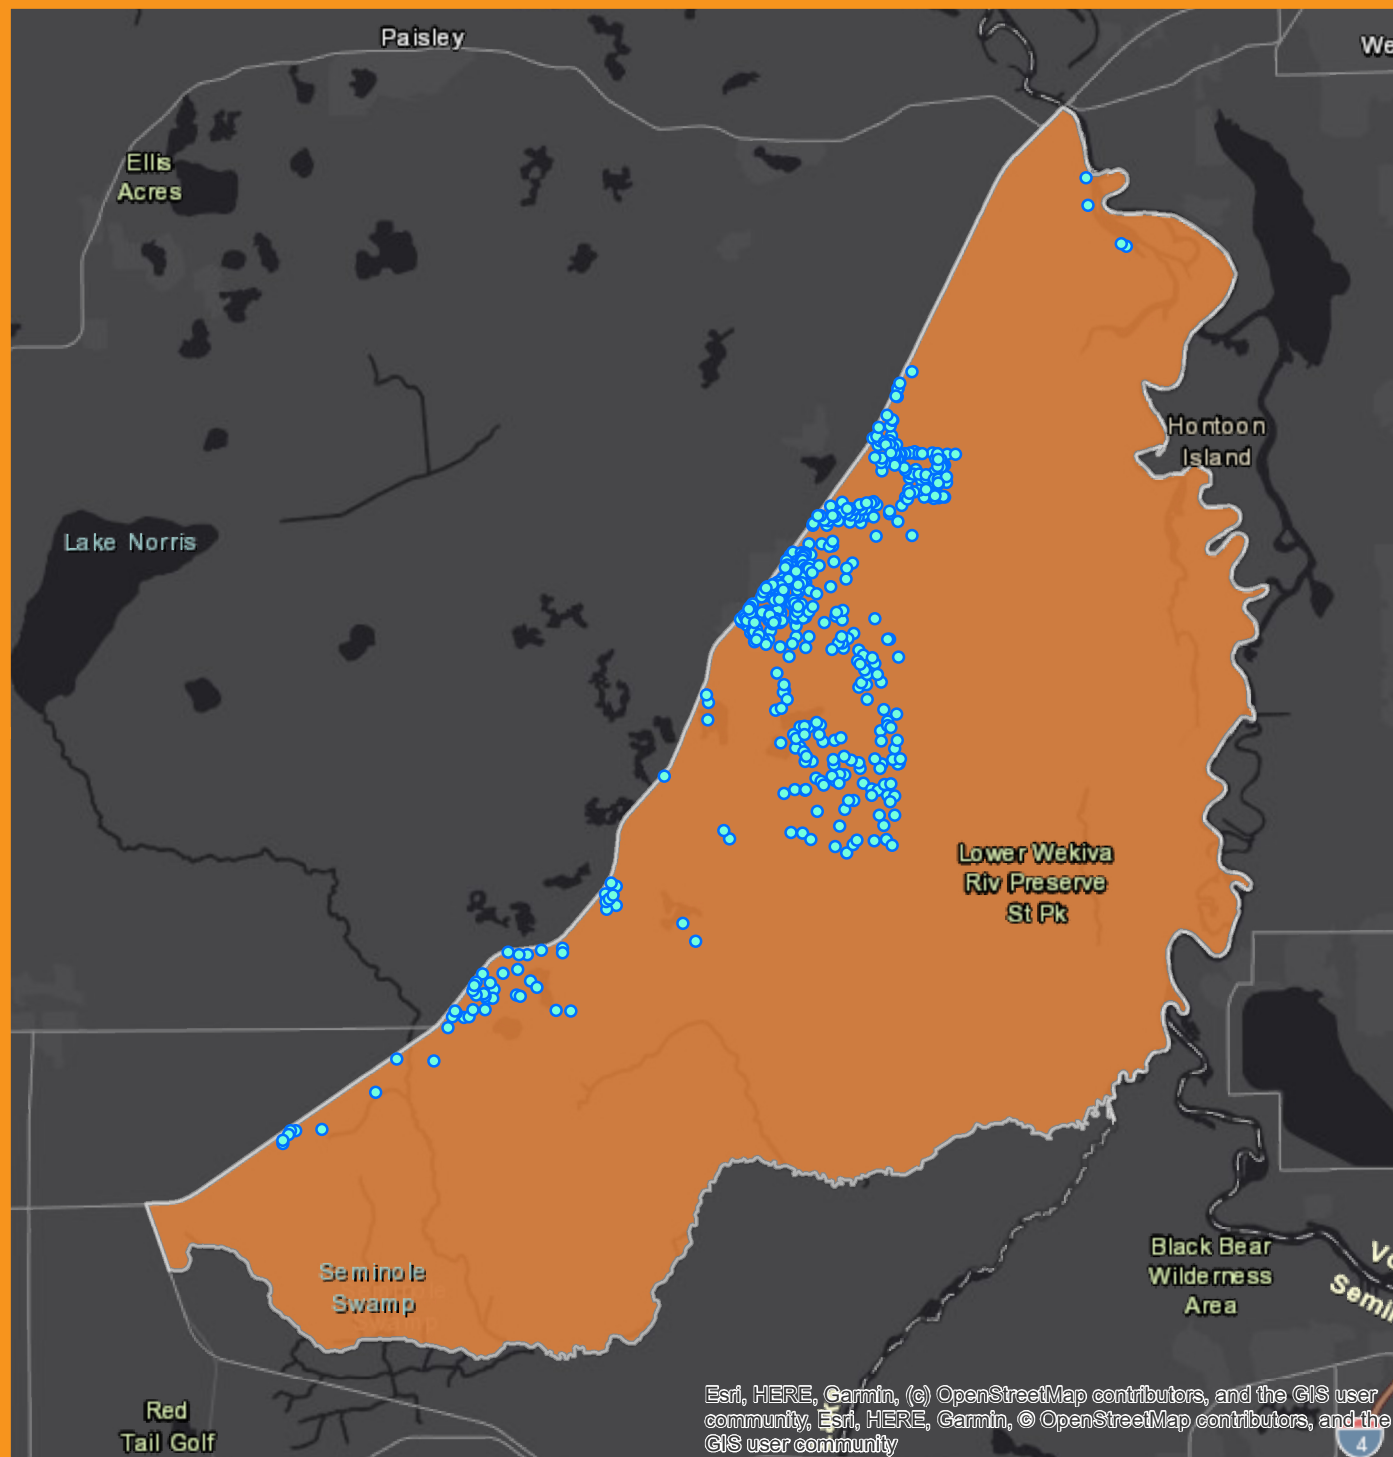 Paisley
We
Ellis
Acres
Hontoon
Island
Lake Norris
Lower Wekiva
Riv Preserve
St Pk
Black Bear
Wilderness
Area
Semi
Seminole
Swamp
Red
Tail Golf
Esri, HERE, Garmin, (c) OpenStreetMap contributors, and the GIS user
community, Esri, HERE, Garmin, © OpenStreetMap contributors, and the
GIS user community
4